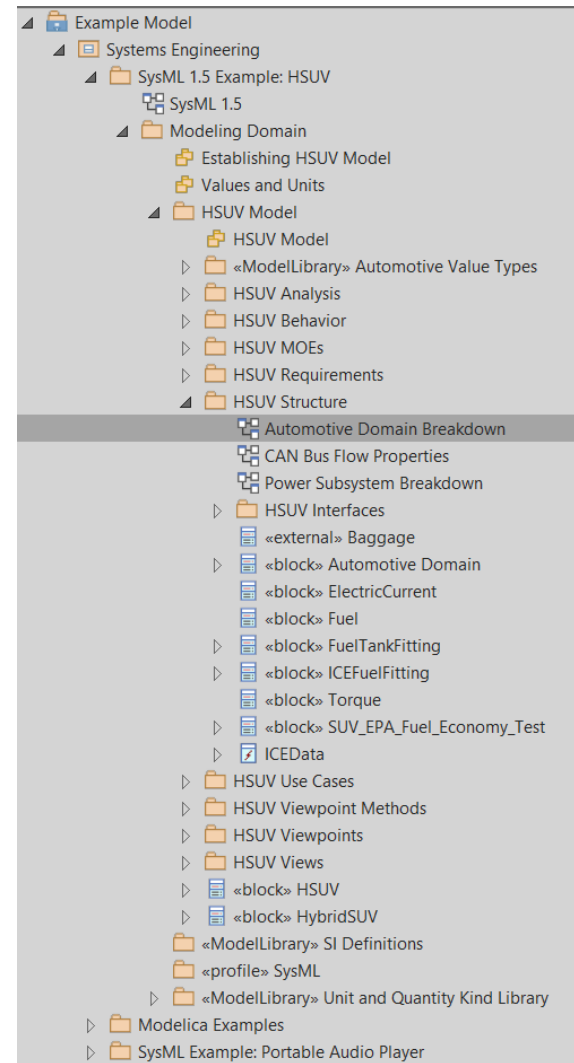 Example Model
Systems Engineering
SysML 1.5 Example: HSUV
SysML 1.5
Modeling Domain
Establishing HSUV Model
Values and Units
HSUV Model
HSUV Model
«ModelLibrary» Automotive Value Types
HSUV Analysis
HSUV Behavior
HSUV MOEs
HSUV Requirements
HSUV Structure
Automotive Domain Breakdown
CAN Bus Flow Properties
Power Subsystem Breakdown
HSUV Interfaces
«external» Baggage
«block» Automotive Domain
«block» ElectricCurrent
«block» Fuel
«block» FuelTankFitting
«block» ICEFuelFitting
«block» Torque
«block» SUV_EPA_Fuel_Economy_Test
ICEData
HSUV Use Cases
HSUV Viewpoint Methods
HSUV Viewpoints
HSUV Views
«block» HSUV
«block» HybridSUV
«ModelLibrary» SI Definitions
«profile» SysML
«ModelLibrary» Unit and Quantity Kind Library
Modelica Examples
SysML Example: Portable Audio Player